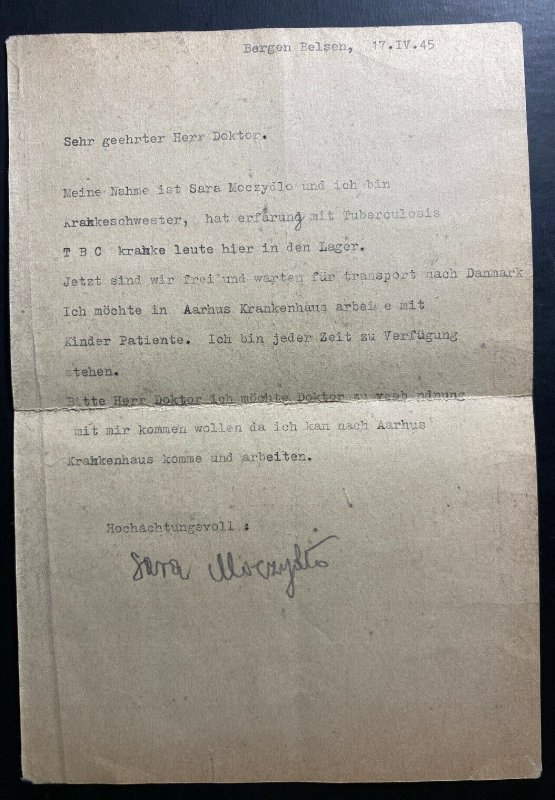 Bergen Belsen, 17.IV.45
Sehr geehrter Herr Doktor.
Meine Nahme ist Sara Moczydlo und ich bin
Krahkeschwester, hat erfarung mit Tuberculosis
T B C krahke leute hier in den Lager.
Jetzt sind wir frei und warten für transport nach Danmark
Ich möchte in Aarhus Krankenhaus arbei e mit
Kinder Patiente. Ich bin jeder Zeit zu Verfügung
stehen.
Bitte Herr Doktor ich möchte Doktor zu
mit mir kommen wollen da ich kan nach Aarhus
Krahkenhaus komme und arbeiten.
Hochachtungsvoll :
Sara Moczydło